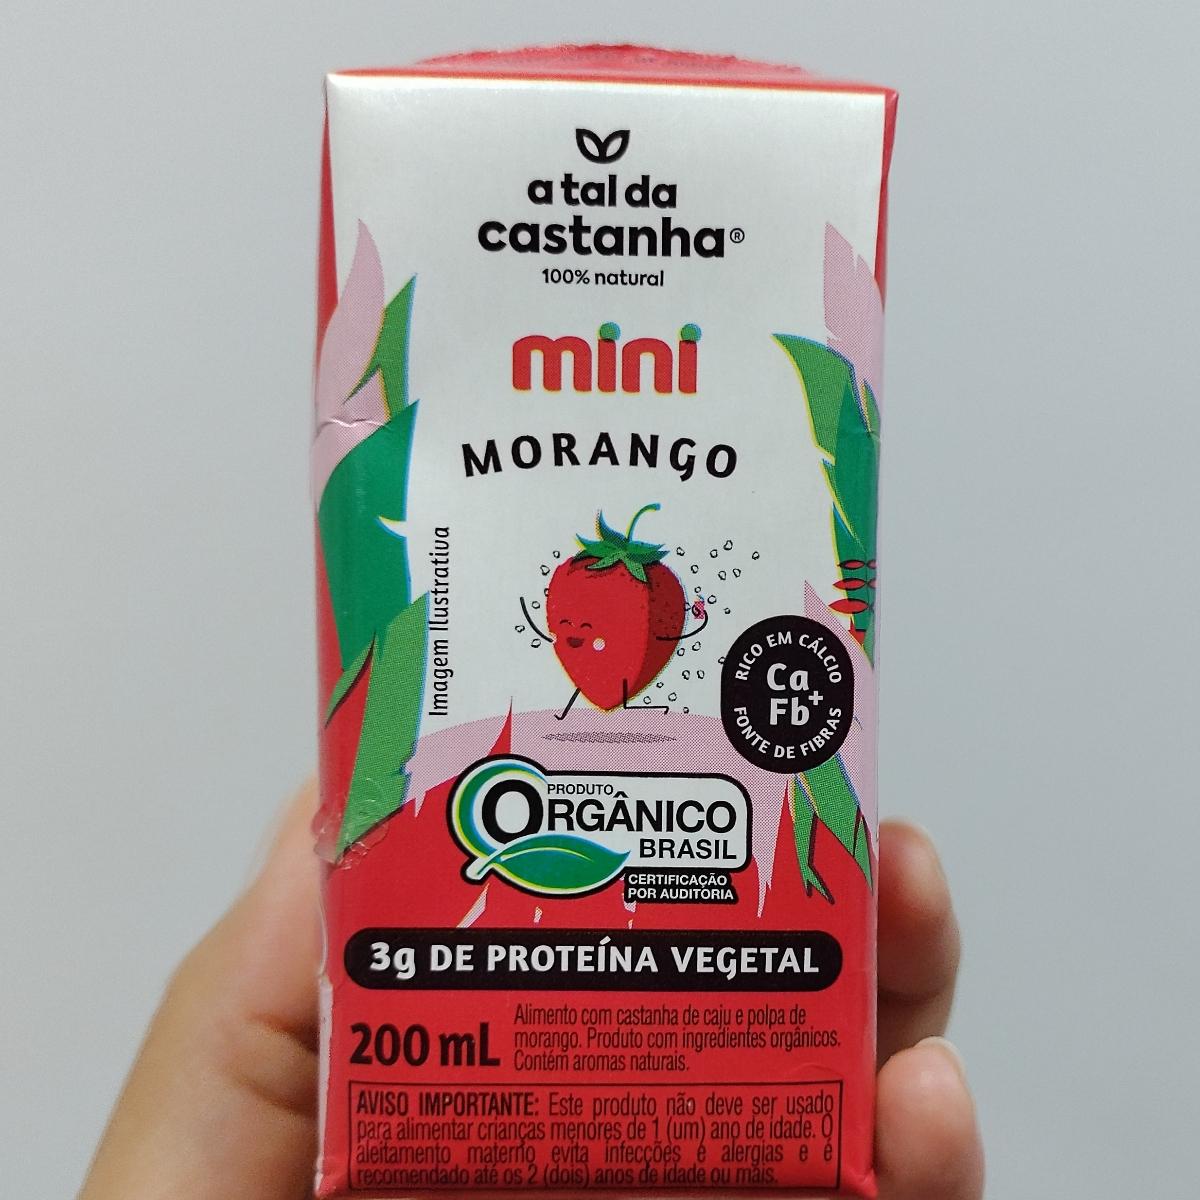 a tal da
castanha®
100% natural
mini
MORANGO
Imagem Ilustrativa
RICO EM CÁLCIO
Ca+
Fb
FONTE DE FIBRAS
PRODUTO
ORGÂNICO
BRASIL
CERTIFICAÇÃO
POR AUDITORIA
3g DE PROTEÍNA VEGETAL
200 mL
Alimento com castanha de caju e polpa de
morango. Produto com ingredientes orgânicos.
Contém aromas naturais.
AVISO IMPORTANTE: Este produto não deve ser usado
para alimentar crianças menores de 1 (um) ano de idade. O
aleitamento materno evita infecções e alergias e é
recomendado até os 2 (dois) anos de idade ou mais.